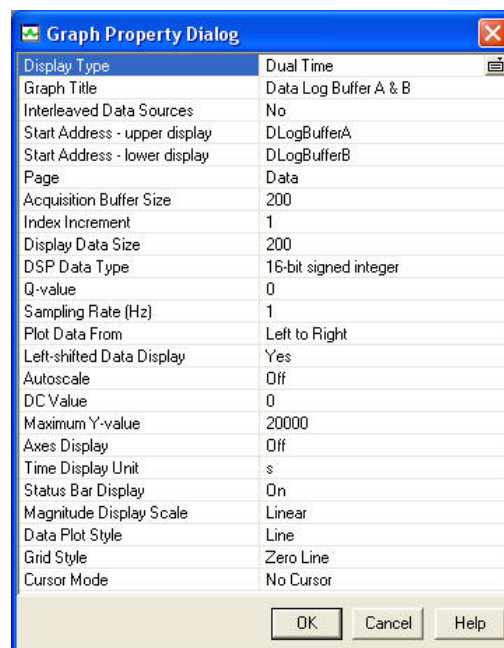 Graph Property Dialog
Display Type Dual Time
Graph Title Data Log Buffer A & B
Interleaved Data Sources No
Start Address - upper display DLogBufferA
Start Address - lower display DLogBufferB
Page Data
Acquisition Buffer Size 200
Index Increment 1
Display Data Size 200
DSP Data Type 16-bit signed integer
Q-value 0
Sampling Rate (Hz) 1
Plot Data From Left to Right
Left-shifted Data Display Yes
Autoscale Off
DC Value 0
Maximum Y-value 20000
Axes Display Off
Time Display Unit s
Status Bar Display On
Magnitude Display Scale Linear
Data Plot Style Line
Grid Style Zero Line
Cursor Mode No Cursor
OK Cancel Help